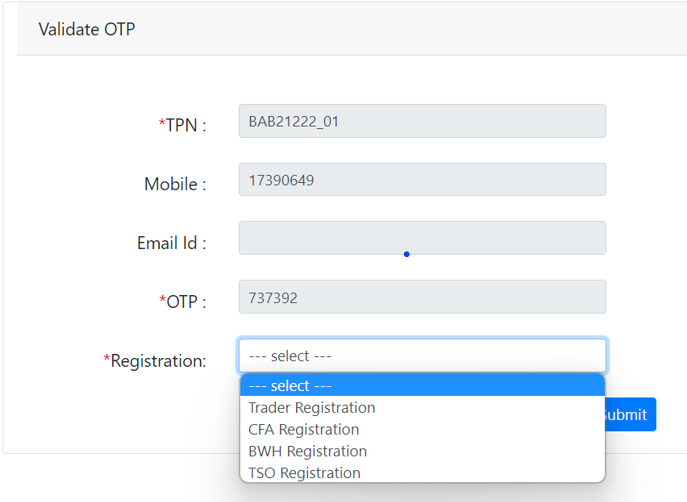 Validate OTP
*TPN : BAB21222_01
Mobile : 17390649
Email Id :
*OTP : 737392
*Registration: --- select ---
--- select ---
Trader Registration
CFA Registration
Submit
BWH Registration
TSO Registration